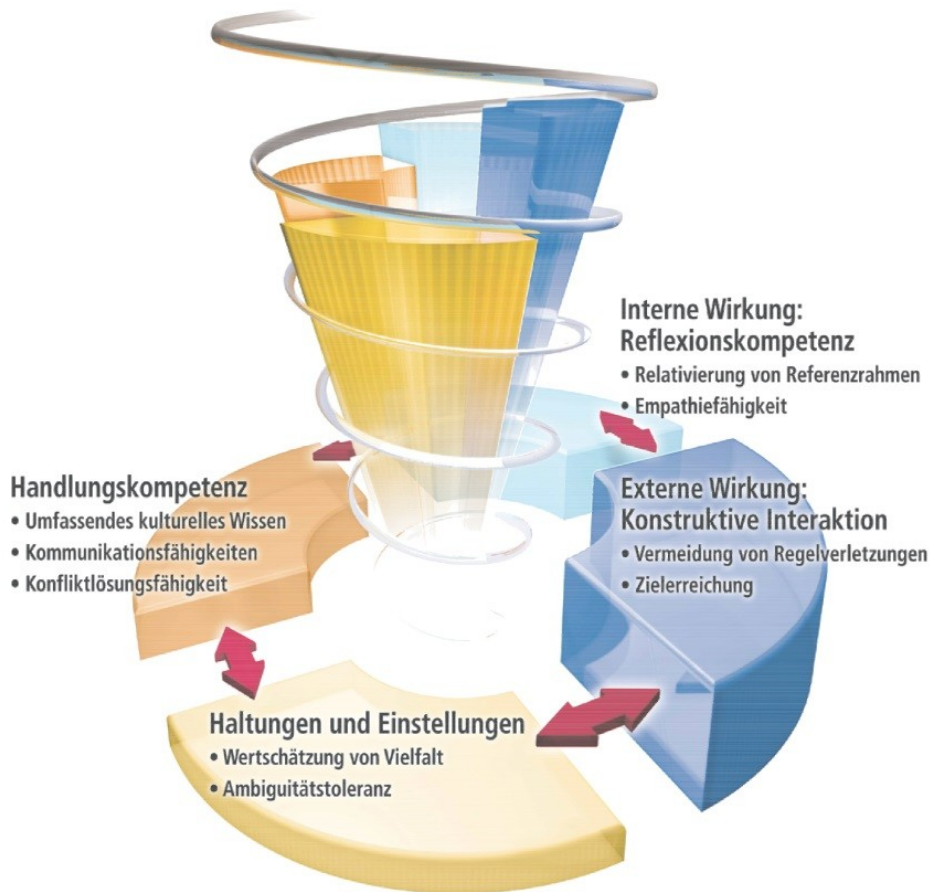 Interne Wirkung:
Reflexionskompetenz
• Relativierung von Referenzrahmen
• Empathiefähigkeit
Handlungskompetenz
• Umfassendes kulturelles Wissen
• Kommunikationsfähigkeiten
• Konfliktlösungsfähigkeit
Externe Wirkung:
Konstruktive Interaktion
• Vermeidung von Regelverletzungen
• Zielerreichung
Haltungen und Einstellungen
• Wertschätzung von Vielfalt
• Ambiguitätstoleranz